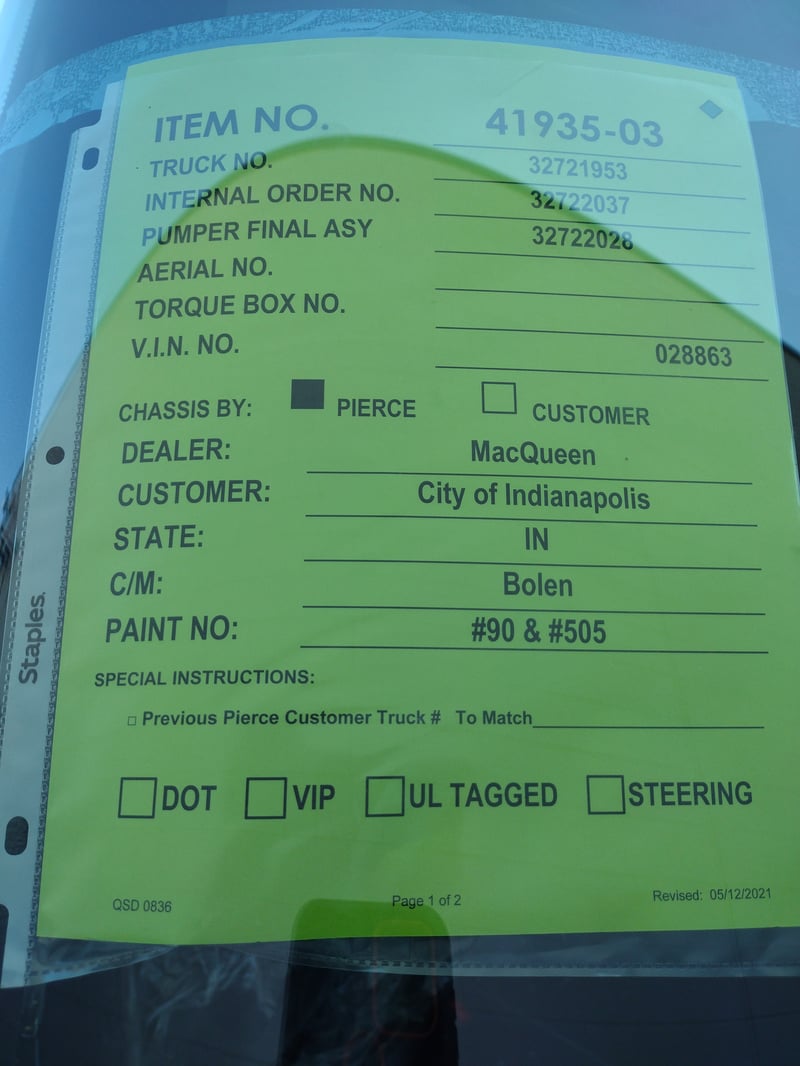 ITEM NO. 41935-03
TRUCK NO. 32721953
INTERNAL ORDER NO. 32722037
PUMPER FINAL ASY 32722028
AERIAL NO.
TORQUE BOX NO.
V.I.N. NO. 028863
CHASSIS BY: PIERCE CUSTOMER
DEALER: MacQueen
CUSTOMER: City of Indianapolis
STATE: IN
C/M: Bolen
PAINT NO: #90 & #505
SPECIAL INSTRUCTIONS:
Previous Pierce Customer Truck # To Match
DOT VIP UL TAGGED STEERING
QSD 0836 Page 1 of 2 Revised: 05/12/2021
Staples.